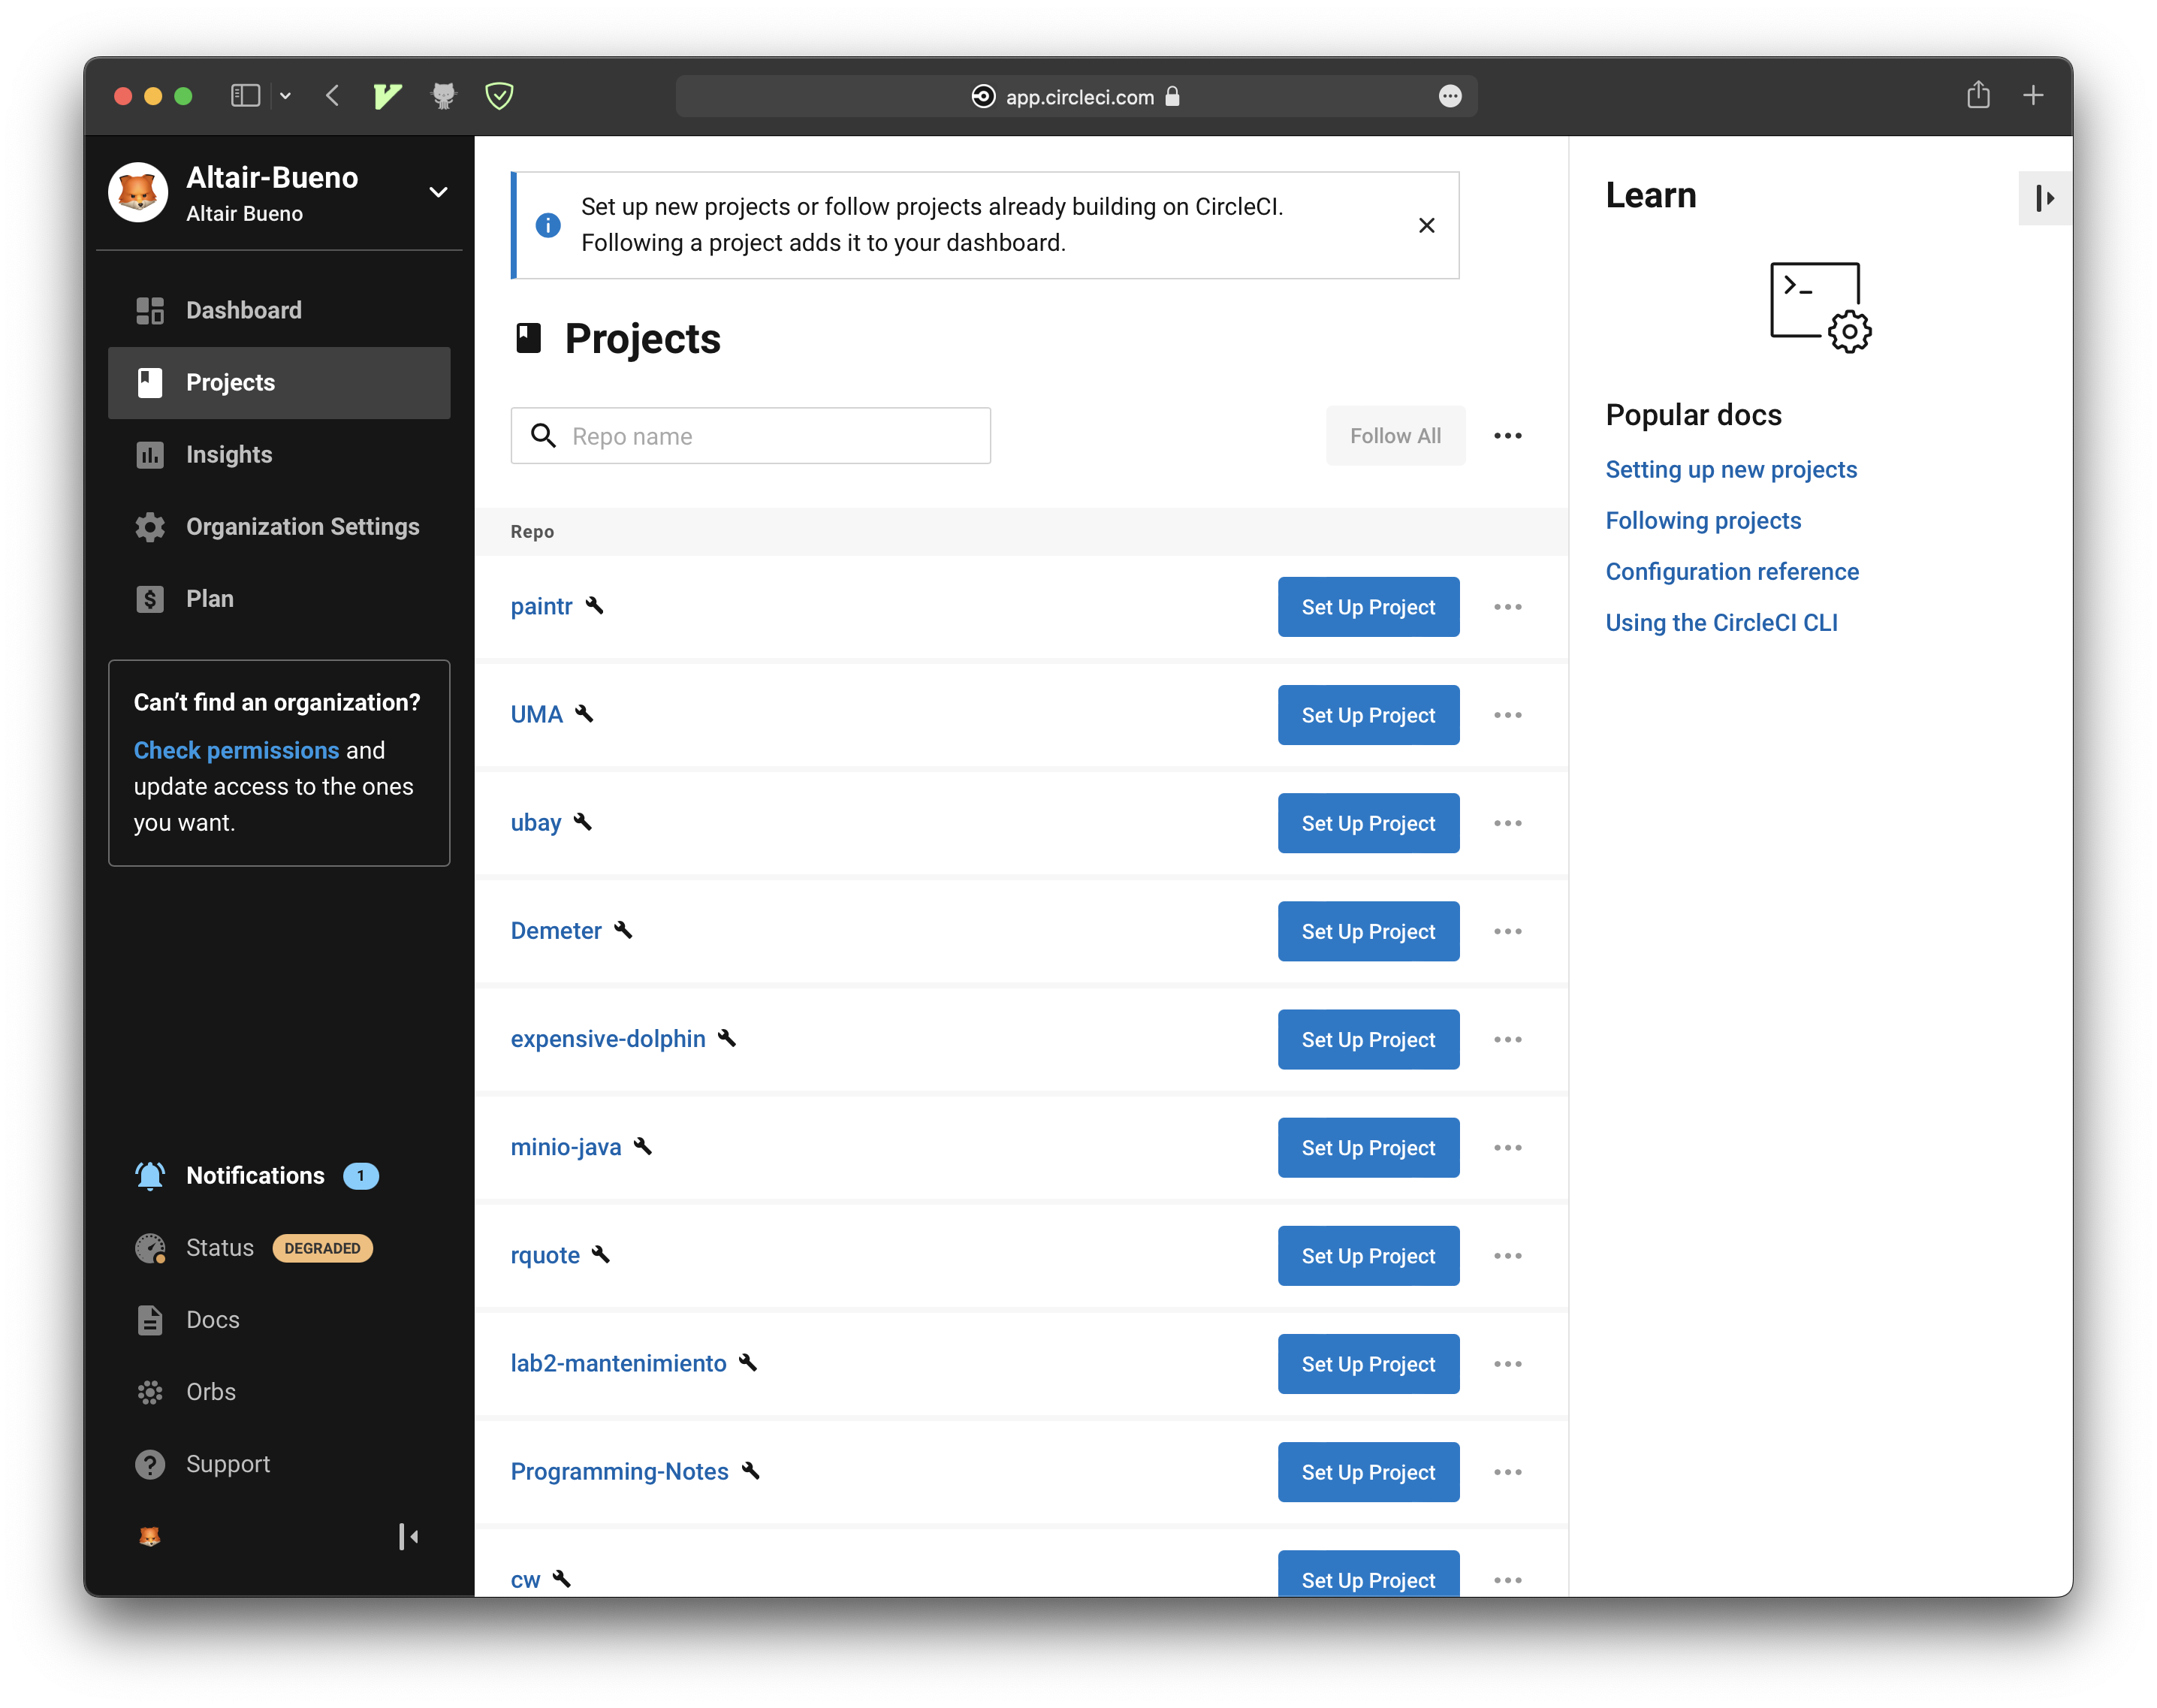 app.circleci.com
Altair-Bueno
Altair Bueno
Dashboard
Projects
Insights
Organization Settings
Plan
Can’t find an organization?
Check permissions and
update access to the ones
you want.
Notifications 1
Status DEGRADED
Docs
Orbs
Support
Set up new projects or follow projects already building on CircleCI.
Following a project adds it to your dashboard.
Projects
Repo name
Follow All
Repo
paintr Set Up Project
UMA Set Up Project
ubay Set Up Project
Demeter Set Up Project
expensive-dolphin Set Up Project
minio-java Set Up Project
rquote Set Up Project
lab2-mantenimiento Set Up Project
Programming-Notes Set Up Project
cw Set Up Project
Learn
Popular docs
Setting up new projects
Following projects
Configuration reference
Using the CircleCI CLI